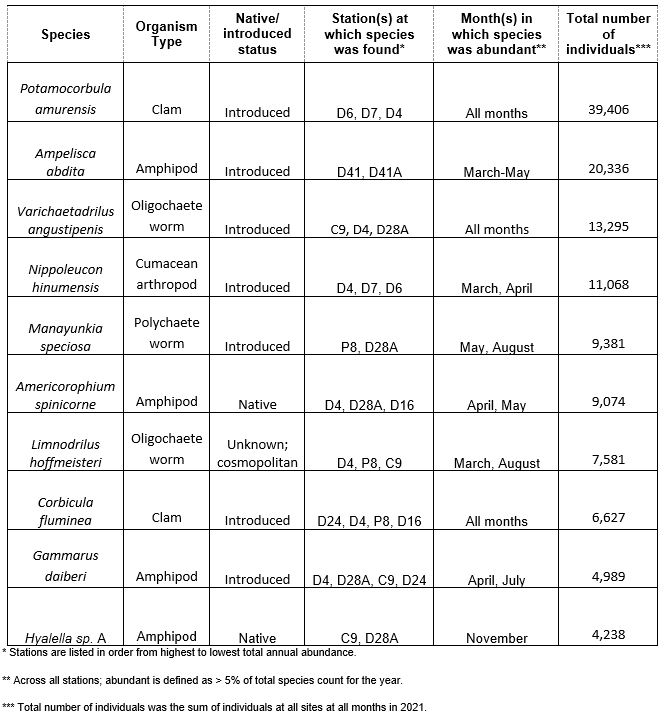 Species
Organism
Type
Native/
introduced
status
Station(s) at
which species
was found*
Month(s) in
which species
was abundant**
Total number
of
individuals***
Potamocorbula
amurensis
Clam
Introduced
D6, D7, D4
All months
39,406
Ampelisca
abdita
Amphipod
Introduced
D41, D41A
March-May
20,336
Varichaetadrilus
angustipenis
Oligochaete
worm
Introduced
C9, D4, D28A
All months
13,295
Nippoleucon
hinumensis
Cumacean
arthropod
Introduced
D4, D7, D6
March, April
11,068
Manayunkia
speciosa
Polychaete
worm
Introduced
P8, D28A
May, August
9,381
Americorophium
spinicorne
Amphipod
Native
D4, D28A, D16
April, May
9,074
Limnodrilus
hoffmeisteri
Oligochaete
worm
Unknown;
cosmopolitan
D4, P8, C9
March, August
7,581
Corbicula
fluminea
Clam
Introduced
D24, D4, P8, D16
All months
6,627
Gammarus
daiberi
Amphipod
Introduced
D4, D28A, C9, D24
April, July
4,989
Hyalella sp. A
Amphipod
Native
C9, D28A
November
4,238
* Stations are listed in order from highest to lowest total annual abundance.
** Across all stations; abundant is defined as > 5% of total species count for the year.
*** Total number of individuals was the sum of individuals at all sites at all months in 2021.